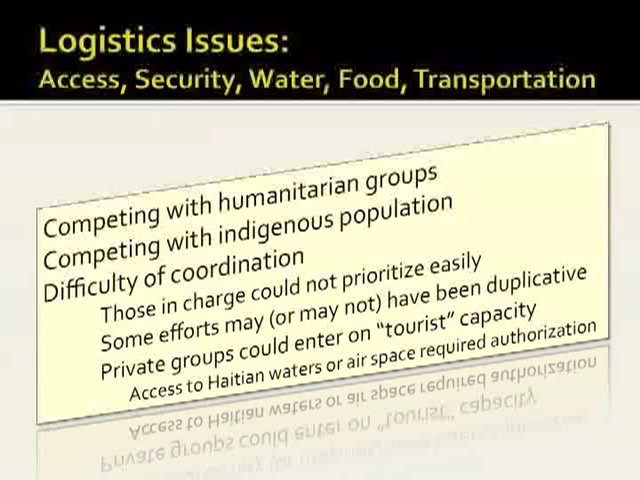 Logistics Issues:
Access, Security, Water, Food, Transportation
Competing with humanitarian groups
Competing with indigenous population
Difficulty of coordination
Those in charge could not prioritize easily
Some efforts may (or may not) have been duplicative
Private groups could enter on “tourist” capacity
Access to Haitian waters or air space required authorization